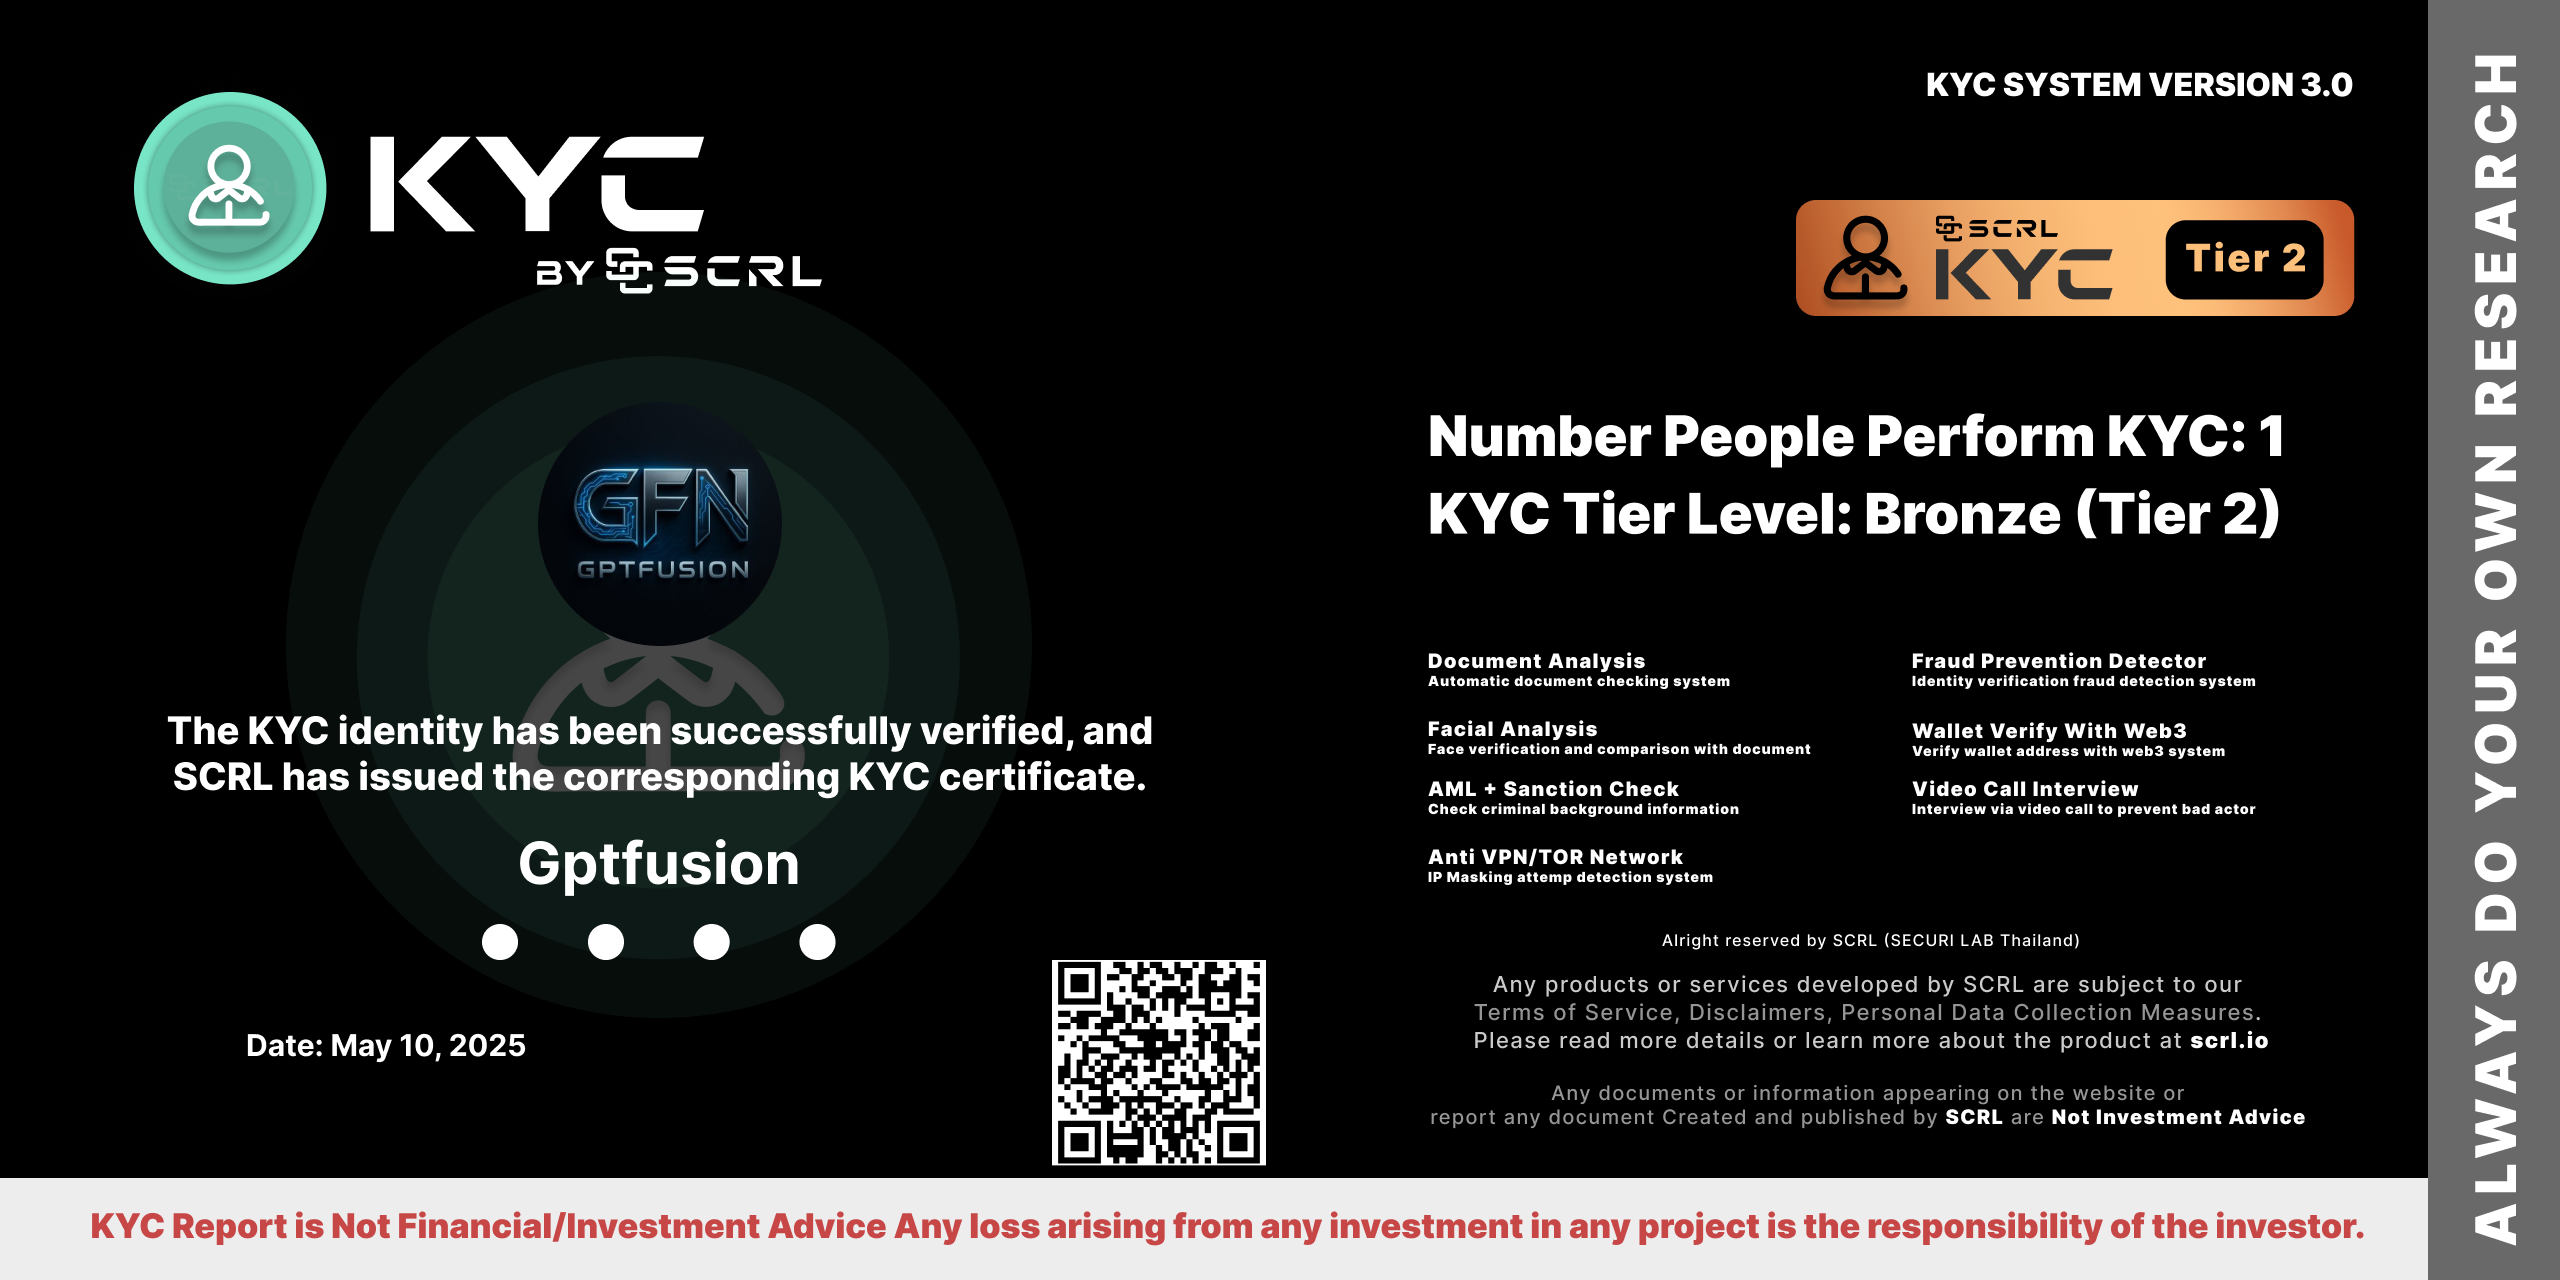 KYC
BY SCRL
GFN
GPTFUSION
The KYC identity has been successfully verified, and
SCRL has issued the corresponding KYC certificate.
Gptfusion
Date: May 10, 2025
KYC SYSTEM VERSION 3.0
SCRL
KYC
Tier 2
Number People Perform KYC: 1
KYC Tier Level: Bronze (Tier 2)
Document Analysis
Automatic document checking system
Facial Analysis
Face verification and comparison with document
AML + Sanction Check
Check criminal background information
Anti VPN/TOR Network
IP Masking attemp detection system
Fraud Prevention Detector
Identity verification fraud detection system
Wallet Verify With Web3
Verify wallet address with web3 system
Video Call Interview
Interview via video call to prevent bad actor
Alright reserved by SCRL (SECURI LAB Thailand)
Any products or services developed by SCRL are subject to our
Terms of Service, Disclaimers, Personal Data Collection Measures.
Please read more details or learn more about the product at scrl.io
Any documents or information appearing on the website or
report any document Created and published by SCRL are Not Investment Advice
KYC Report is Not Financial/Investment Advice Any loss arising from any investment in any project is the responsibility of the investor.
ALWAYS DO YOUR OWN RESEARCH